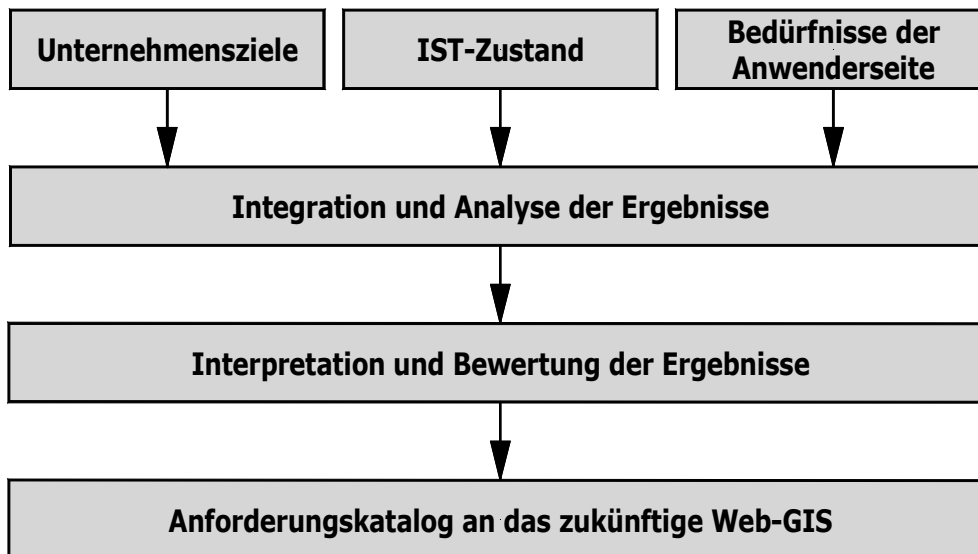 Unternehmensziele
IST-Zustand
Bedürfnisse der
Anwenderseite
Integration und Analyse der Ergebnisse
Interpretation und Bewertung der Ergebnisse
Anforderungskatalog an das zukünftige Web-GIS